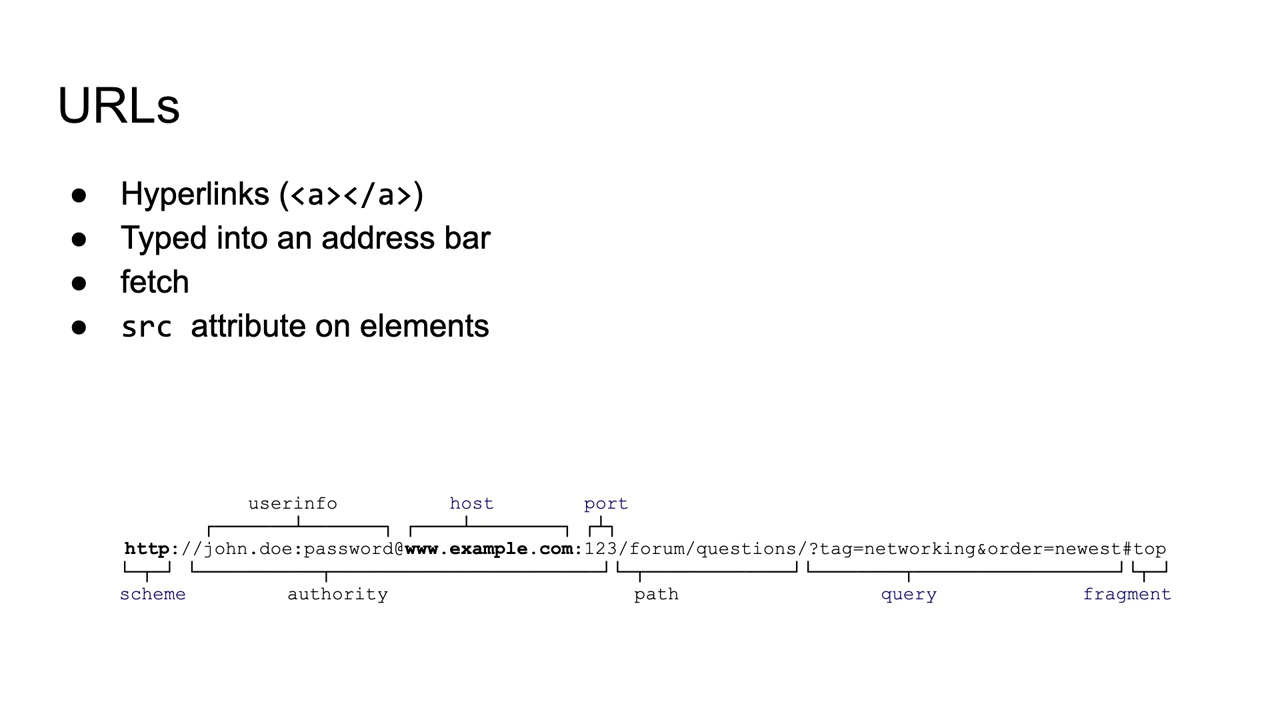 URLs
● Hyperlinks (<a></a>)
● Typed into an address bar
● fetch
● src attribute on elements
userinfo host port
http://john.doe:password@www.example.com:123/forum/questions/?tag=networking&order=newest#top
scheme authority path query fragment